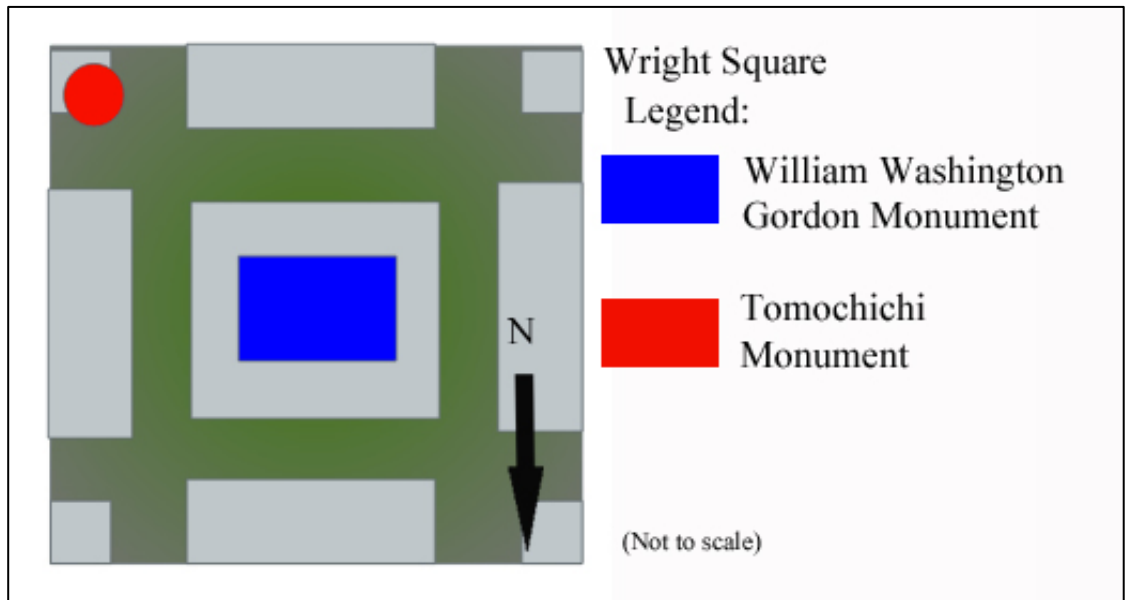 Wright Square
Legend:
William Washington
Gordon Monument
Tomochichi
Monument
N
(Not to scale)